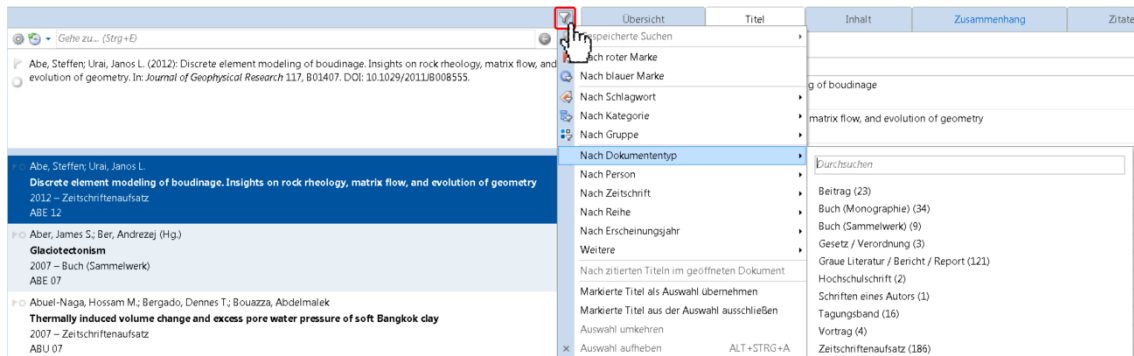 Übersicht
Titel
Inhalt
Zusammenhang
Zitate
Gehe zu... (Strg+E)
Abe, Steffen; Urai, Janos L. (2012): Discrete element modeling of boudinage. Insights on rock rheology, matrix flow, and
evolution of geometry. In: Journal of Geophysical Research 117, B01407. DOI: 10.1029/2011JB008555.
Abe, Steffen; Urai, Janos L.
Discrete element modeling of boudinage. Insights on rock rheology, matrix flow, and evolution of geometry
2012 – Zeitschriftenaufsatz
ABE 12
Aber, James S.; Ber, Andrezej (Hg.)
Glaciotectonism
2007 – Buch (Sammelwerk)
ABE 07
Abuel-Naga, Hossam M.; Bergado, Dennes T.; Bouazza, Abdelmalek
Thermally induced volume change and excess pore water pressure of soft Bangkok clay
2007 – Zeitschriftenaufsatz
ABU 07
espeicherte Suchen
ach roter Marke
Nach blauer Marke
Nach Schlagwort
Nach Kategorie
Nach Gruppe
Nach Dokumententyp
Nach Person
Nach Zeitschrift
Nach Reihe
Nach Erscheinungsjahr
Weitere
Nach zitierten Titeln im geöffneten Dokument
Markierte Titel als Auswahl übernehmen
Markierte Titel aus der Auswahl ausschließen
Auswahl umkehren
Auswahl aufheben ALT+STRG+A
g of boudinage
matrix flow, and evolution of geometry
Durchsuchen
Beitrag (23)
Buch (Monographie) (34)
Buch (Sammelwerk) (9)
Gesetz / Verordnung (3)
Graue Literatur / Bericht / Report (121)
Hochschulschrift (2)
Schriften eines Autors (1)
Tagungsband (16)
Vortrag (4)
Zeitschriftenaufsatz (186)